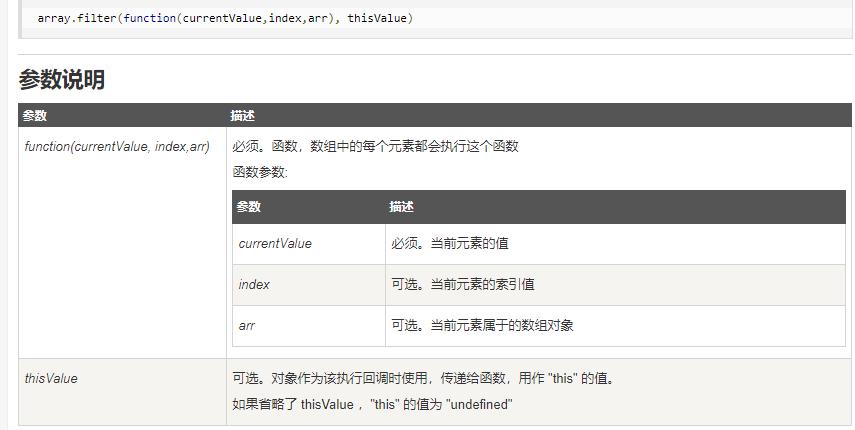 array.filter(function(currentValue,index,arr), thisValue)
参数说明
参数 描述
function(currentValue, index,arr) 必须。函数，数组中的每个元素都会执行这个函数
函数参数:
参数 描述
currentValue 必须。当前元素的值
index 可选。当前元素的索引值
arr 可选。当前元素属于的数组对象
thisValue 可选。对象作为该执行回调时使用，传递给函数，用作 "this" 的值。
如果省略了 thisValue ，"this" 的值为 "undefined"